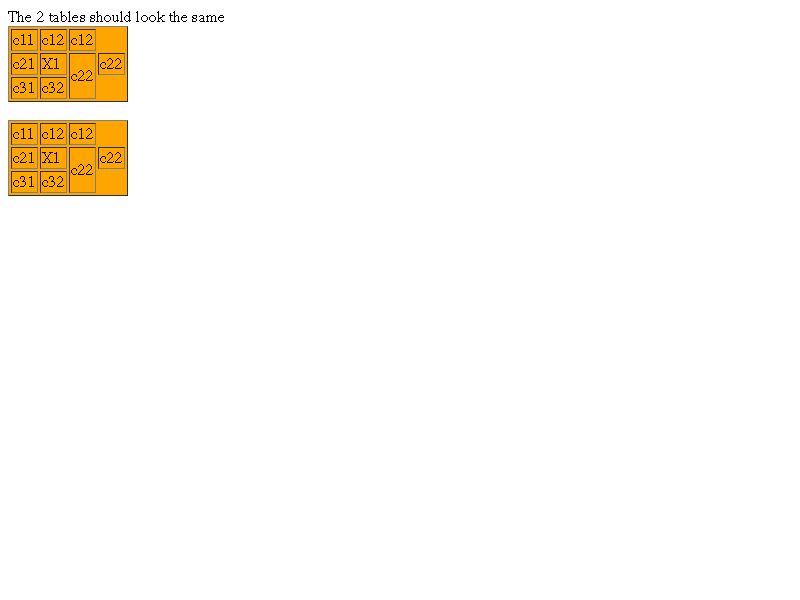 The 2 tables should look the same
c11 c12 c12
c21 X1 c22 c22
c31 c32
c11 c12 c12
c21 X1 c22 c22
c31 c32